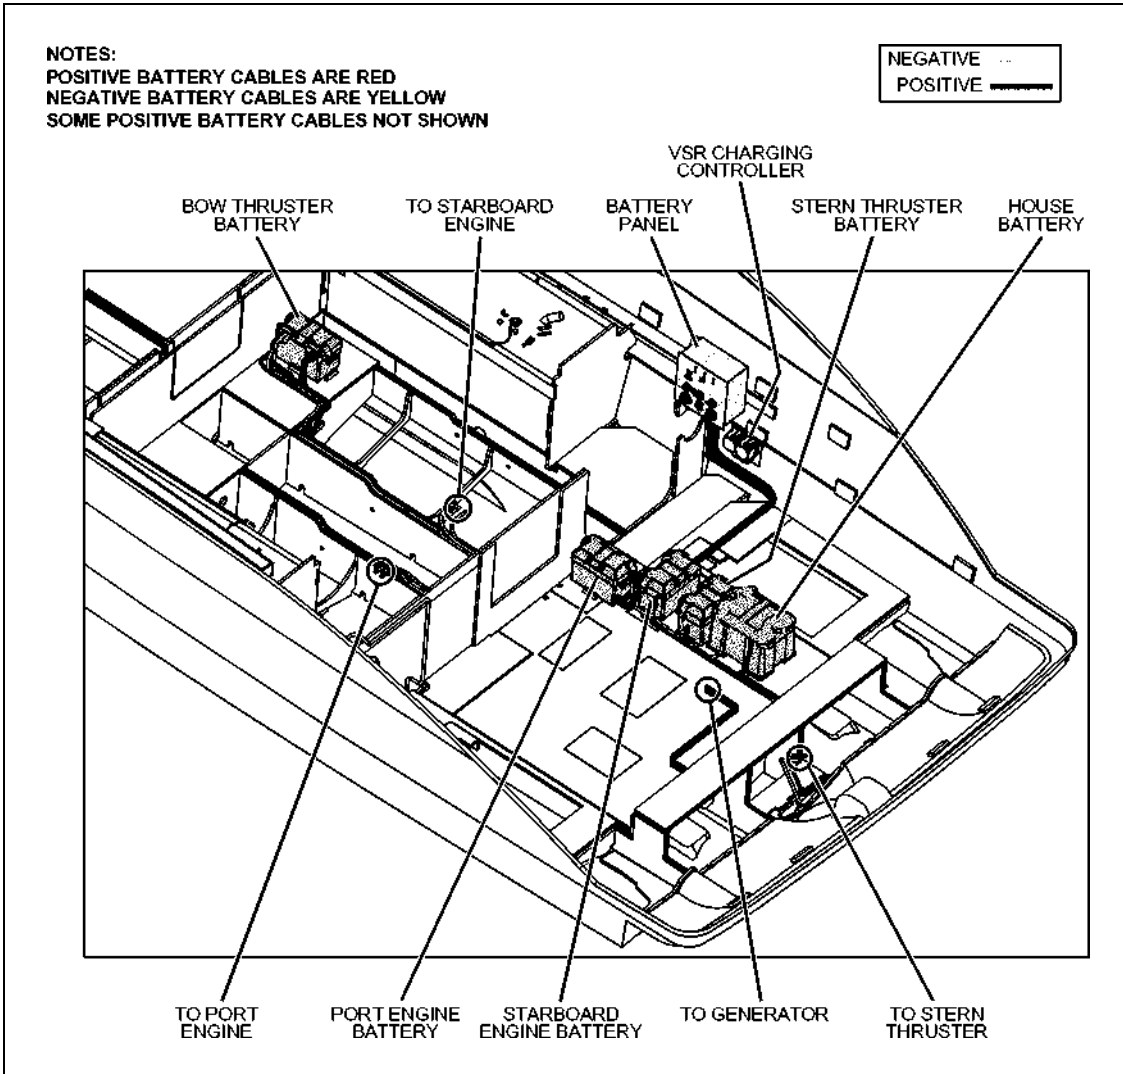 NOTES:
POSITIVE BATTERY CABLES ARE RED
NEGATIVE BATTERY CABLES ARE YELLOW
SOME POSITIVE BATTERY CABLES NOT SHOWN
NEGATIVE
POSITIVE
VSR CHARGING
CONTROLLER
BOW THRUSTER
BATTERY
TO STARBOARD
ENGINE
BATTERY
PANEL
STERN THRUSTER
BATTERY
HOUSE
BATTERY
TO PORT
ENGINE
PORT ENGINE
BATTERY
STARBOARD
ENGINE BATTERY
TO GENERATOR
TO STERN
THRUSTER